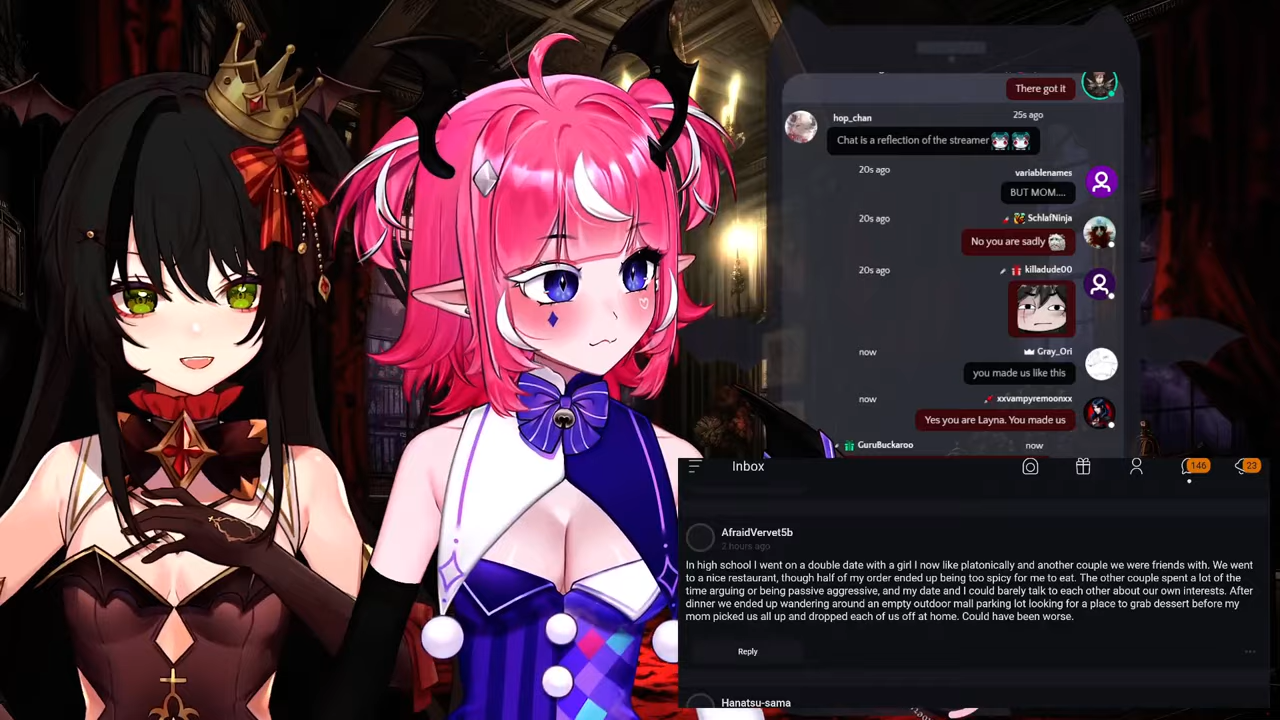 There got it
hop_chan
25s ago
Chat is a reflection of the streamer
20s ago
variablenames
BUT MOM....
20s ago
SchlafNinja
No you are sadly
20s ago
killadude00
now
Gray_Ori
you made us like this
now
xxvampyremoonxx
Yes you are Layna. You made us
GuruBuckaroo
now
Inbox
146
23
AfraidVervet5b
2 hours ago
In high school I went on a double date with a girl I now like platonically and another couple we were friends with. We went
to a nice restaurant, though half of my order ended up being too spicy for me to eat. The other couple spent a lot of the
time arguing or being passive aggressive, and my date and I could barely talk to each other about our own interests. After
dinner we ended up wandering around an empty outdoor mall parking lot looking for a place to grab dessert before my
mom picked us all up and dropped each of us off at home. Could have been worse.
Reply
Hanatsu-sama